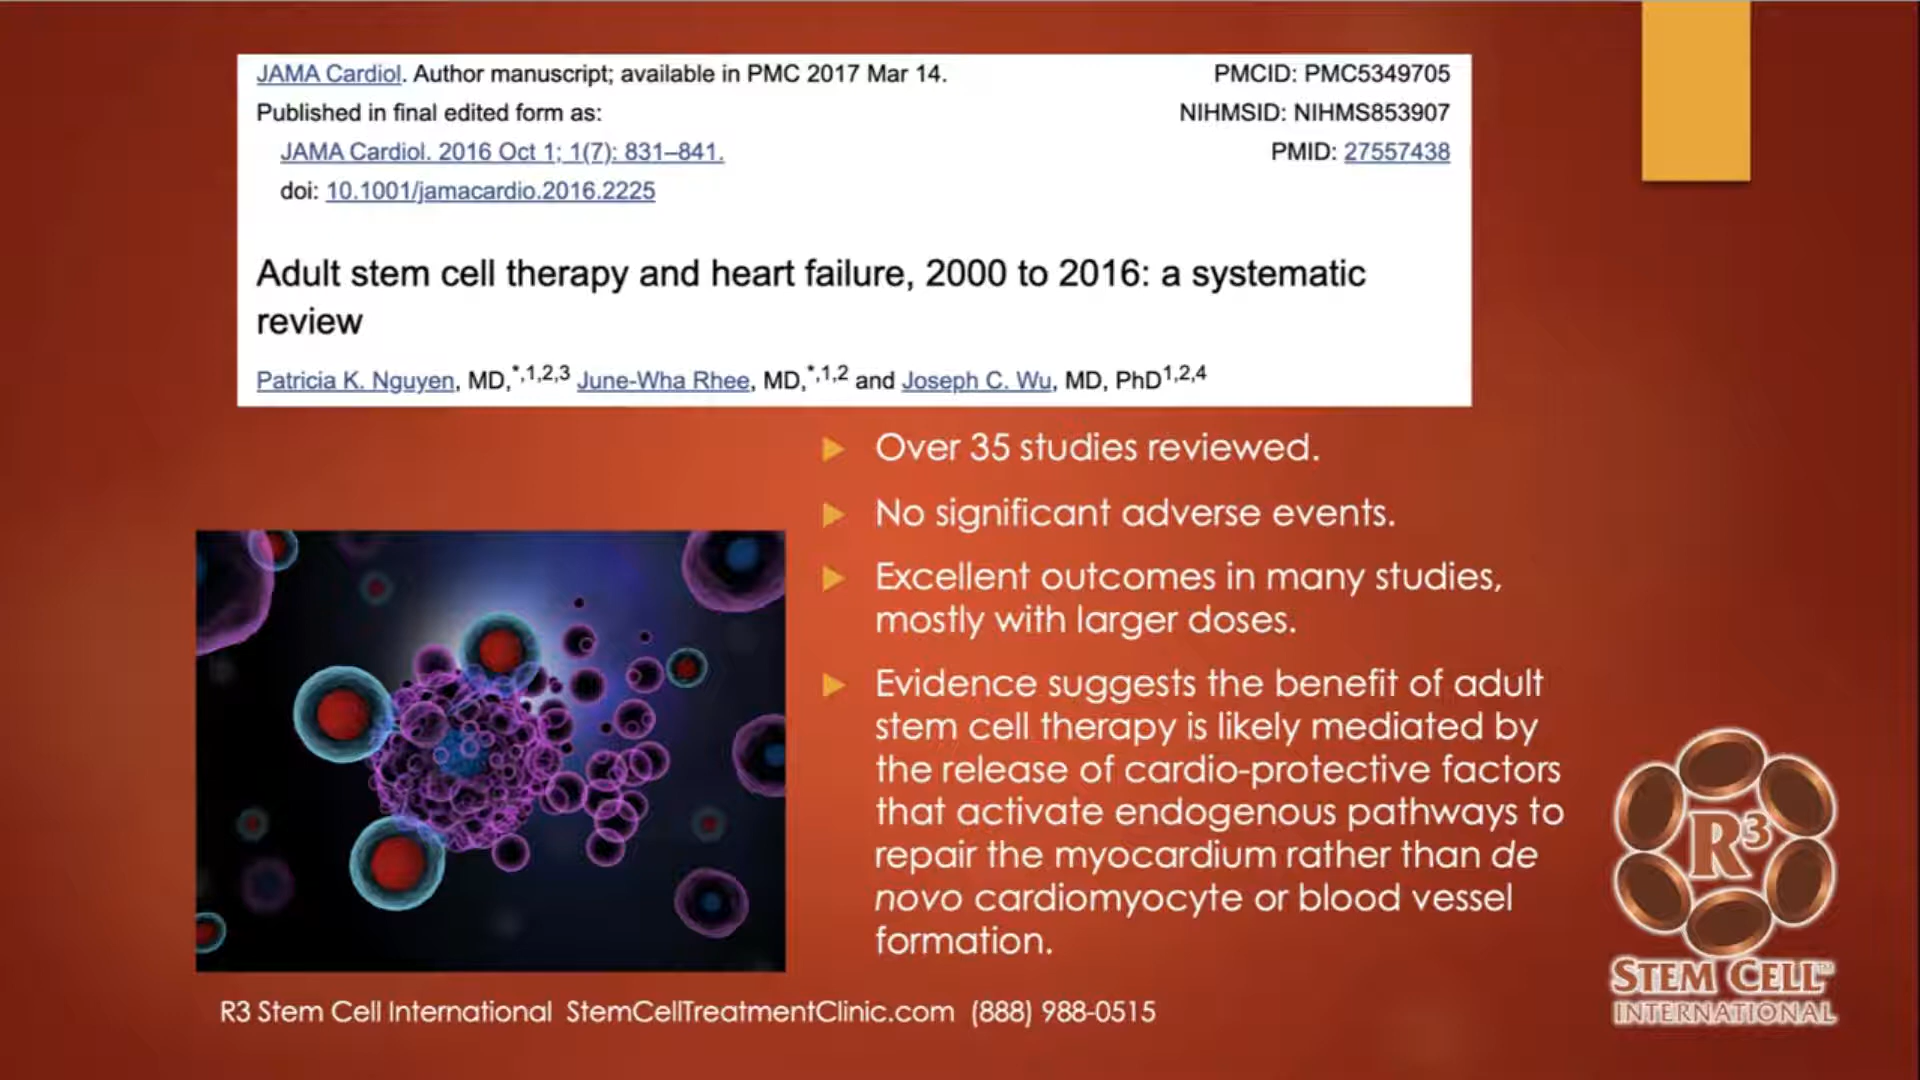 JAMA Cardiol. Author manuscript; available in PMC 2017 Mar 14.
PMCID: PMC5349705
Published in final edited form as:
NIHMSID: NIHMS853907
JAMA Cardiol. 2016 Oct 1; 1(7): 831–841.
PMID: 27557438
doi: 10.1001/jamacardio.2016.2225
Adult stem cell therapy and heart failure, 2000 to 2016: a systematic
review
Patricia K. Nguyen, MD,*,1,2,3 June-Wha Rhee, MD,*,1,2 and Joseph C. Wu, MD, PhD1,2,4
Over 35 studies reviewed.
No significant adverse events.
Excellent outcomes in many studies,
mostly with larger doses.
Evidence suggests the benefit of adult
stem cell therapy is likely mediated by
the release of cardio-protective factors
that activate endogenous pathways to
repair the myocardium rather than de
novo cardiomyocyte or blood vessel
formation.
R3 Stem Cell International StemCellTreatmentClinic.com (888) 988-0515
R3
STEM CELL™
INTERNATIONAL